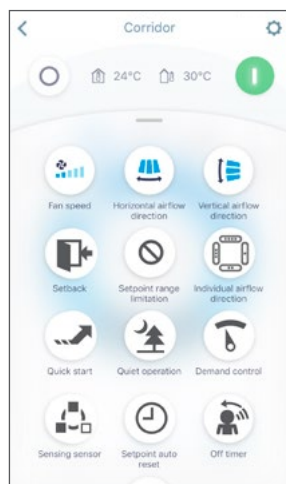 Corridor
24°C 30°C
Fan speed Horizontal airflow Vertical airflow
direction direction
Setback Setpoint range Individual airflow
limitation direction
Quick start Quiet operation Demand control
Sensing sensor Setpoint auto Off timer
reset